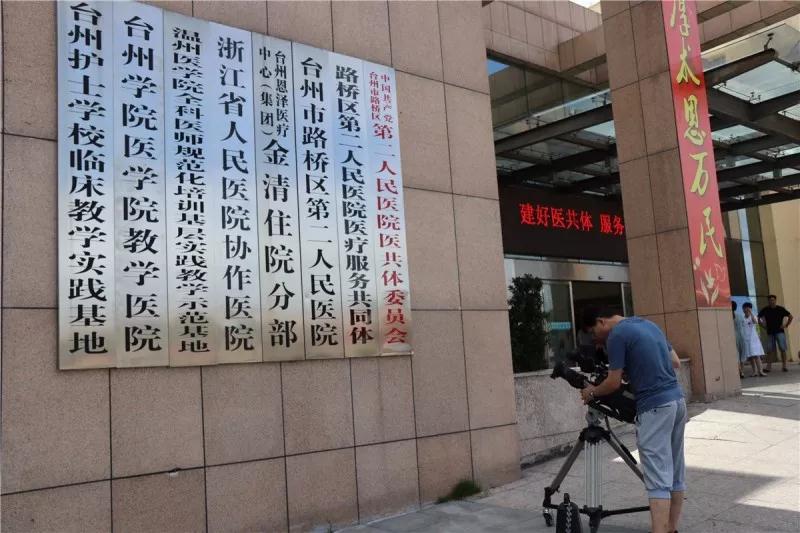 台州护士学校临床教学实践基地
台州学院医学院教学医院
温州医学院全科医师规范化培训基层实践教学示范基地
浙江省人民医院协作医院
台州恩泽医疗
中心（集团）
金清住院分部
台州市路桥区第二人民医院
路桥区第二人民医院医疗服务共同体
中国共产党
台州市路桥区
第二人民医院医共体委员会
建好医共体 服务
厚术恩万民